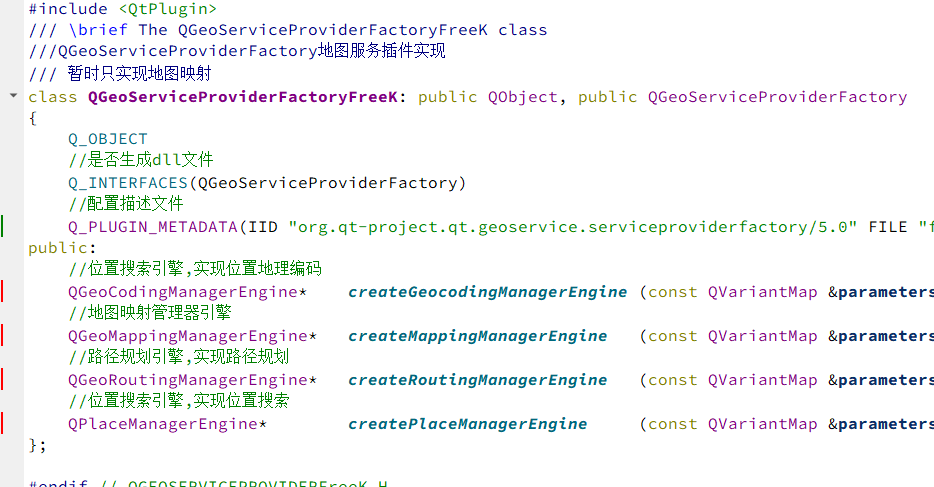 #include <QtPlugin>
/// \brief The QGeoServiceProviderFactoryFreeK class
///QGeoServiceProviderFactory地图服务插件实现
/// 暂时只实现地图映射
class QGeoServiceProviderFactoryFreeK: public QObject, public QGeoServiceProviderFactory
{
Q_OBJECT
//是否生成dll文件
Q_INTERFACES(QGeoServiceProviderFactory)
//配置描述文件
Q_PLUGIN_METADATA(IID "org.qt-project.qt.geoservice.serviceproviderfactory/5.0" FILE "f
public:
//位置搜索引擎,实现位置地理编码
QGeoCodingManagerEngine* createGeocodingManagerEngine (const QVariantMap &parameters
//地图映射管理器引擎
QGeoMappingManagerEngine* createMappingManagerEngine (const QVariantMap &parameters
//路径规划引擎,实现路径规划
QGeoRoutingManagerEngine* createRoutingManagerEngine (const QVariantMap &parameters
//位置搜索引擎,实现位置搜索
QPlaceManagerEngine* createPlaceManagerEngine (const QVariantMap &parameters
};
#endif // QGEOSERVICEPROVIDERFreeK_H